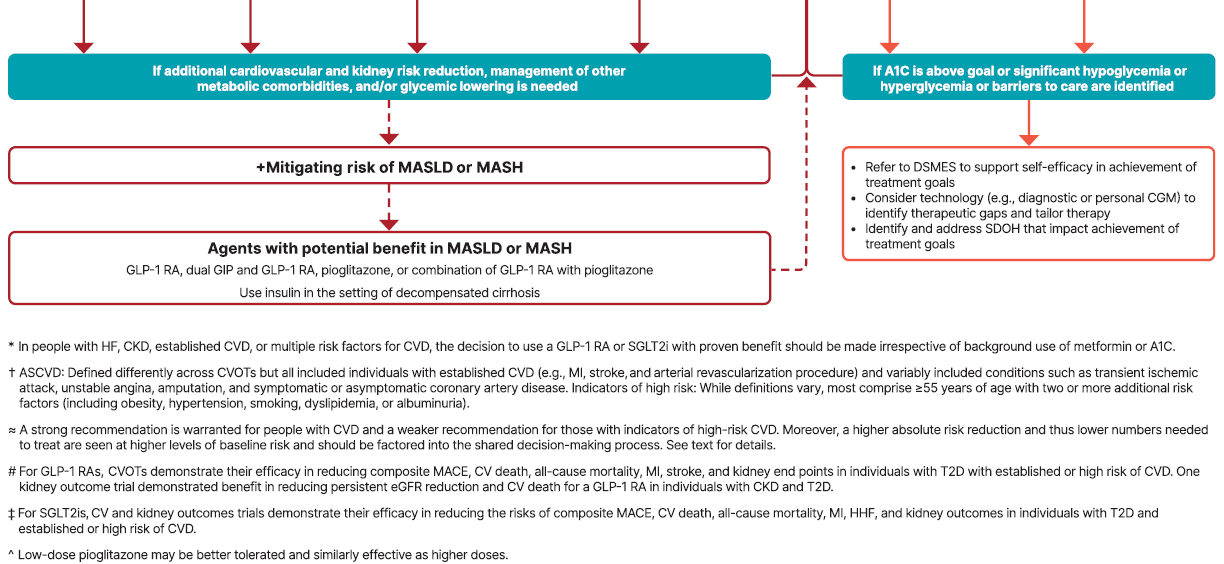 If additional cardiovascular and kidney risk reduction, management of other
metabolic comorbidities, and/or glycemic lowering is needed
If A1C is above goal or significant hypoglycemia or
hyperglycemia or barriers to care are identified
+Mitigating risk of MASLD or MASH
• Refer to DSMES to support self-efficacy in achievement of
treatment goals
• Consider technology (e.g., diagnostic or personal CGM) to
identify therapeutic gaps and tailor therapy
• Identify and address SDOH that impact achievement of
treatment goals
Agents with potential benefit in MASLD or MASH
GLP-1 RA, dual GIP and GLP-1 RA, pioglitazone, or combination of GLP-1 RA with pioglitazone
Use insulin in the setting of decompensated cirrhosis
* In people with HF, CKD, established CVD, or multiple risk factors for CVD, the decision to use a GLP-1 RA or SGLT2i with proven benefit should be made irrespective of background use of metformin or A1C.
† ASCVD: Defined differently across CVOTs but all included individuals with established CVD (e.g., MI, stroke, and arterial revascularization procedure) and variably included conditions such as transient ischemic
attack, unstable angina, amputation, and symptomatic or asymptomatic coronary artery disease. Indicators of high risk: While definitions vary, most comprise ≥55 years of age with two or more additional risk
factors (including obesity, hypertension, smoking, dyslipidemia, or albuminuria).
≈ A strong recommendation is warranted for people with CVD and a weaker recommendation for those with indicators of high-risk CVD. Moreover, a higher absolute risk reduction and thus lower numbers needed
to treat are seen at higher levels of baseline risk and should be factored into the shared decision-making process. See text for details.
# For GLP-1 RAs, CVOTs demonstrate their efficacy in reducing composite MACE, CV death, all-cause mortality, MI, stroke, and kidney end points in individuals with T2D with established or high risk of CVD. One
kidney outcome trial demonstrated benefit in reducing persistent eGFR reduction and CV death for a GLP-1 RA in individuals with CKD and T2D.
‡ For SGLT2is, CV and kidney outcomes trials demonstrate their efficacy in reducing the risks of composite MACE, CV death, all-cause mortality, MI, HHF, and kidney outcomes in individuals with T2D and
established or high risk of CVD.
^ Low-dose pioglitazone may be better tolerated and similarly effective as higher doses.